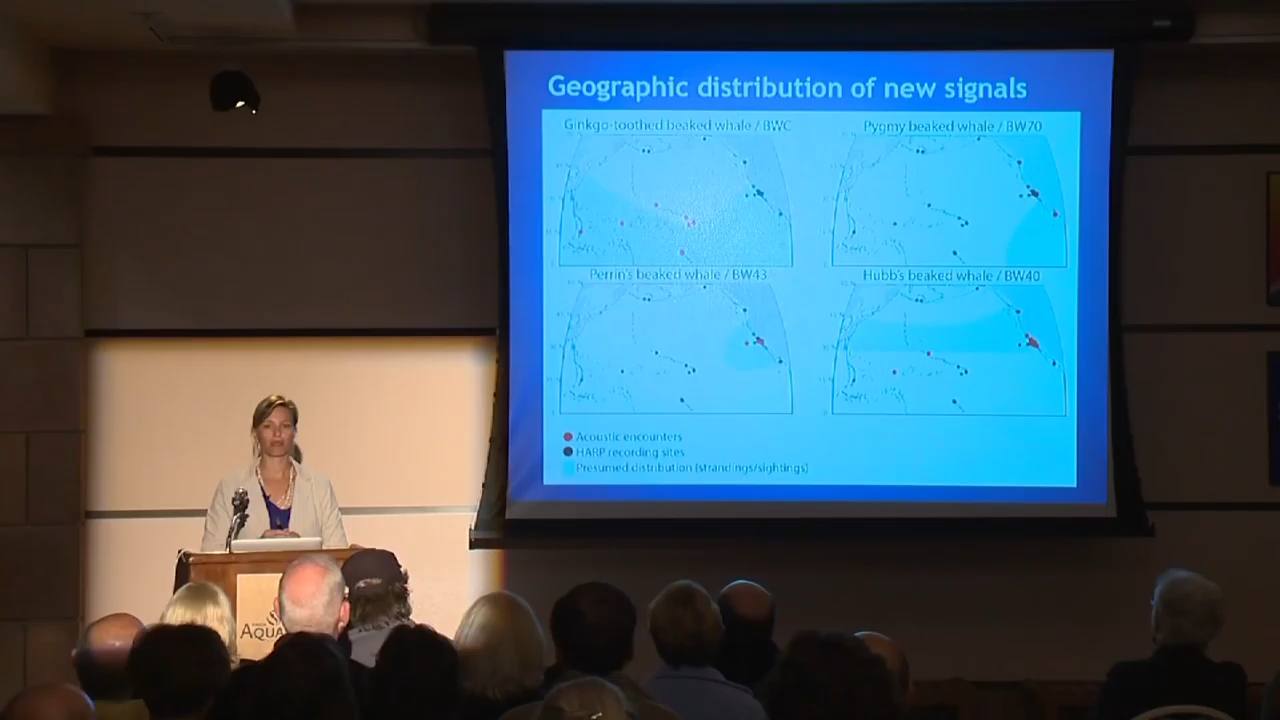 Geographic distribution of new signals
Ginkgo-toothed beaked whale / BWC
Pygmy beaked whale / BW70
Perrin's beaked whale / BW43
Hubb's beaked whale / BW40
Acoustic encounters
HARP recording sites
Presumed distribution (strandings/sightings)
AQUA